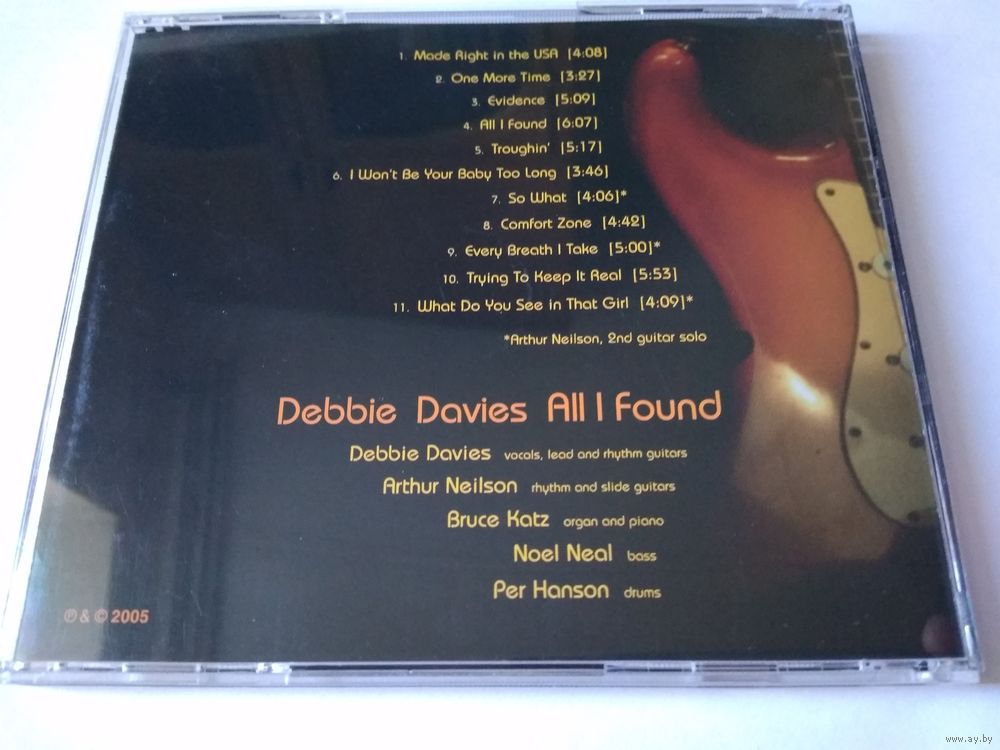 1. Made Right in the USA [4:08]
2. One More Time [3:27]
3. Evidence [5:09]
4. All I Found [6:07]
5. Troughin' [5:17]
6. I Won't Be Your Baby Too Long [3:46]
7. So What [4:06]*
8. Comfort Zone [4:42]
9. Every Breath I Take [5:00]*
10. Trying To Keep It Real [5:53]
11. What Do You See in That Girl [4:09]*
*Arthur Neilson, 2nd guitar solo
Debbie Davies All I Found
Debbie Davies vocals, lead and rhythm guitars
Arthur Neilson rhythm and slide guitars
Bruce Katz organ and piano
Noel Neal bass
Per Hanson drums
℗ & © 2005
www.ay.by